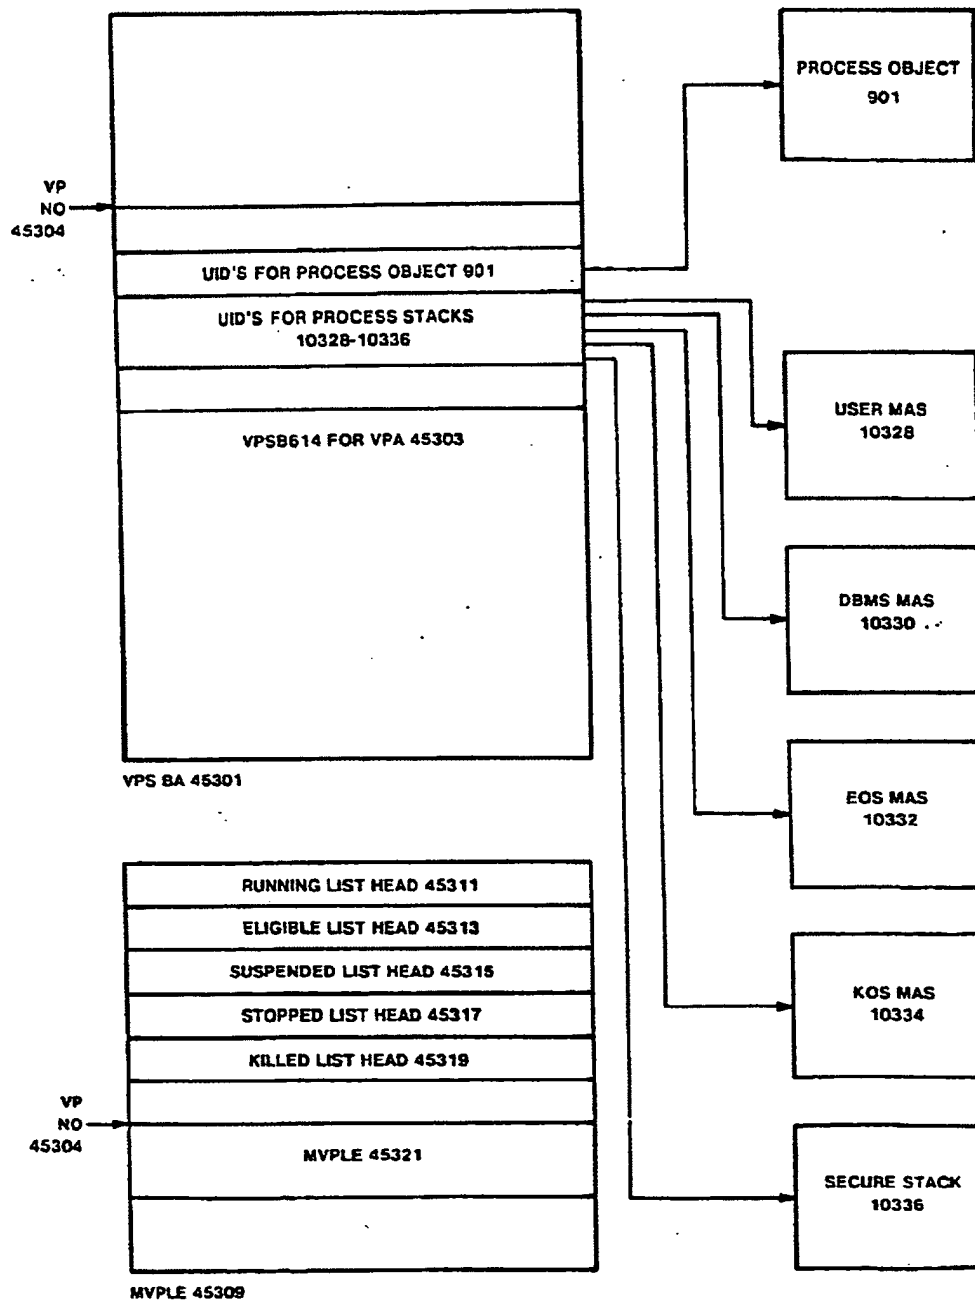 PROCESS OBJECT
901
VP
NO
45304
UID'S FOR PROCESS OBJECT 901
UID'S FOR PROCESS STACKS
10328-10336
VPSB614 FOR VPA 45303
USER MAS
10328
DBMS MAS
10330
EOS MAS
10332
KOS MAS
10334
SECURE STACK
10336
VPS BA 45301
RUNNING LIST HEAD 45311
ELIGIBLE LIST HEAD 45313
SUSPENDED LIST HEAD 45315
STOPPED LIST HEAD 45317
KILLED LIST HEAD 45319
VP
NO
45304
MVPLE 45321
MVPLE 45309